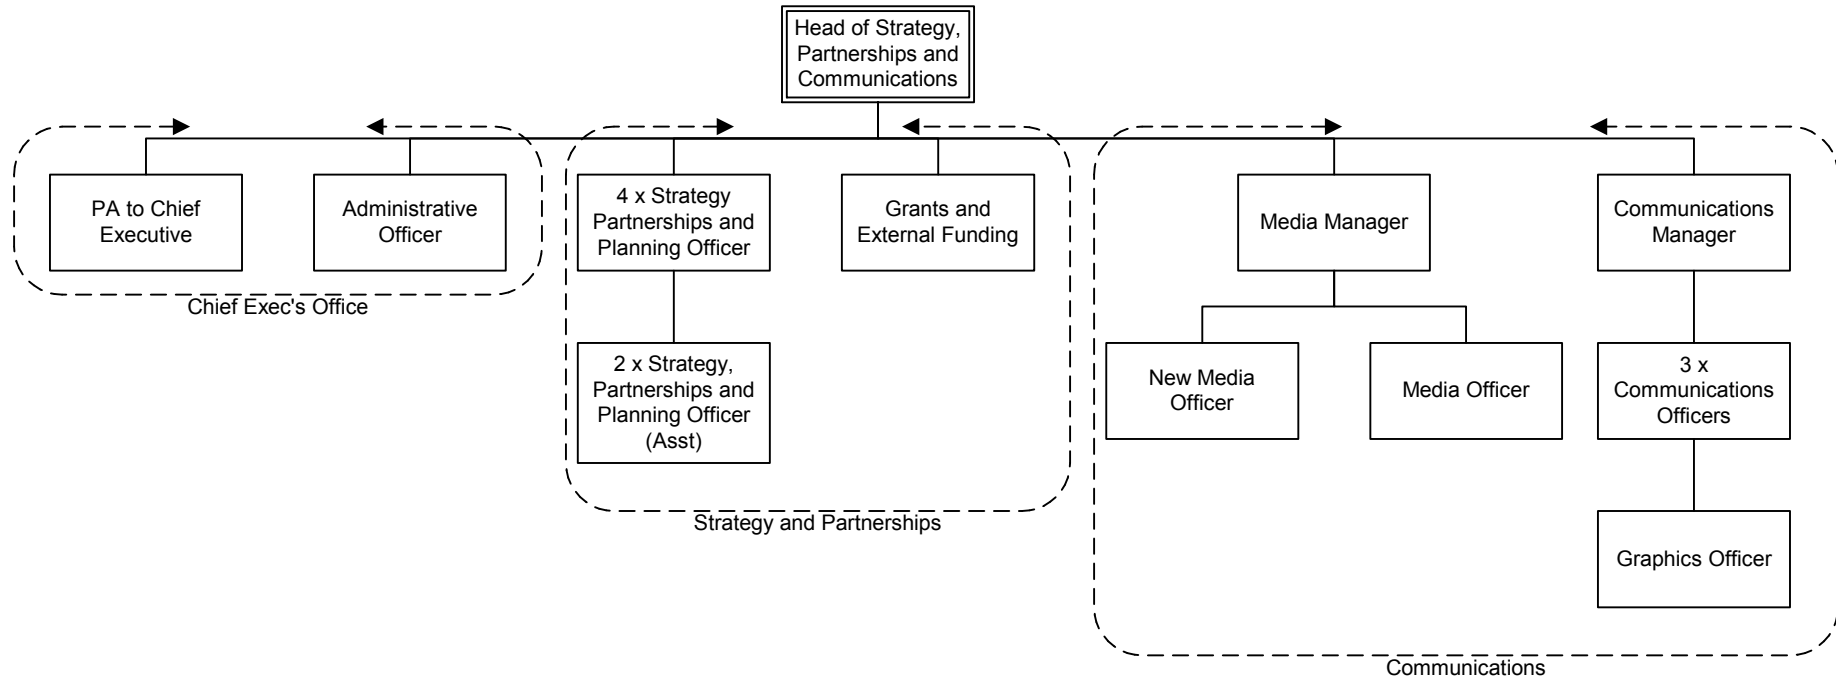 Head of Strategy,
Partnerships and
Communications
PA to Chief
Executive
Administrative
Officer
Chief Exec's Office
4 x Strategy
Partnerships and
Planning Officer
Grants and
External Funding
2 x Strategy,
Partnerships and
Planning Officer
(Asst)
Strategy and Partnerships
Media Manager
Communications
Manager
New Media
Officer
Media Officer
3 x
Communications
Officers
Graphics Officer
Communications